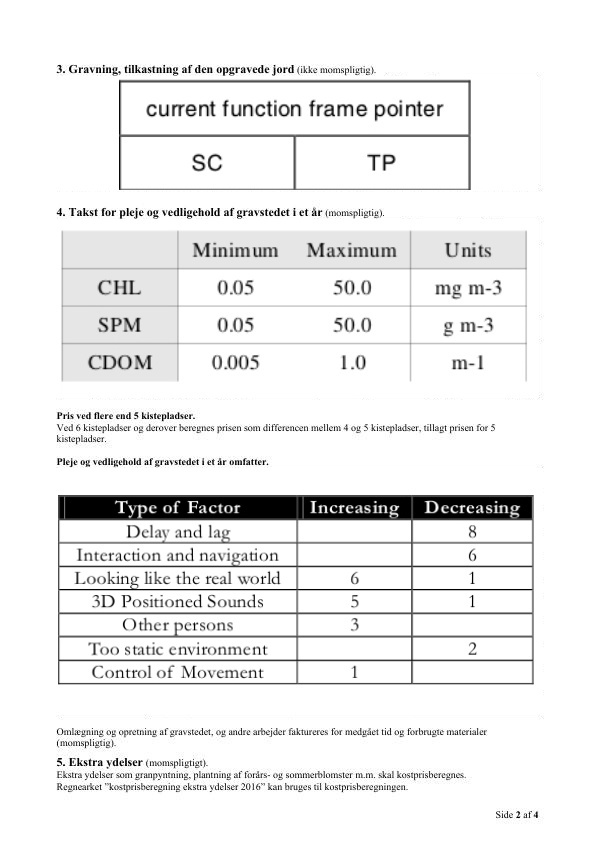 3. Gravning, tilkastning af den opgravede jord (ikke momspligtig).
current function frame pointer
SC TP
4. Takst for pleje og vedligehold af gravstedet i et år (momspligtig).
Minimum Maximum Units
CHL 0.05 50.0 mg m-3
SPM 0.05 50.0 g m-3
CDOM 0.005 1.0 m-1
Pris ved flere end 5 kistepladser.
Ved 6 kistepladser og derover beregnes prisen som differencen mellem 4 og 5 kistepladser, tillagt prisen for 5
kistepladser.
Pleje og vedligehold af gravstedet i et år omfatter.
Type of Factor Increasing Decreasing
Delay and lag 8
Interaction and navigation 6
Looking like the real world 6 1
3D Positioned Sounds 5 1
Other persons 3
Too static environment 2
Control of Movement 1
Omlægning og opretning af gravstedet, og andre arbejder faktureres for medgået tid og forbrugte materialer
(momspligtig).
5. Ekstra ydelser (momspligtigt).
Ekstra ydelser som granpyntning, plantning af forårs- og sommerblomster m.m. skal kostprisberegnes.
Regnearket ”kostprisberegning ekstra ydelser 2016” kan bruges til kostprisberegningen.
Side 2 af 4